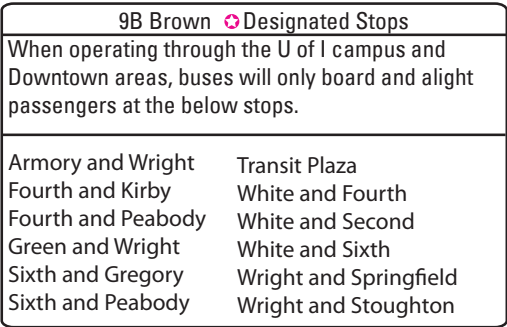 9B Brown ✪ Designated Stops
When operating through the U of I campus and
Downtown areas, buses will only board and alight
passengers at the below stops.
Armory and Wright
Fourth and Kirby
Fourth and Peabody
Green and Wright
Sixth and Gregory
Sixth and Peabody
Transit Plaza
White and Fourth
White and Second
White and Sixth
Wright and Springfield
Wright and Stoughton